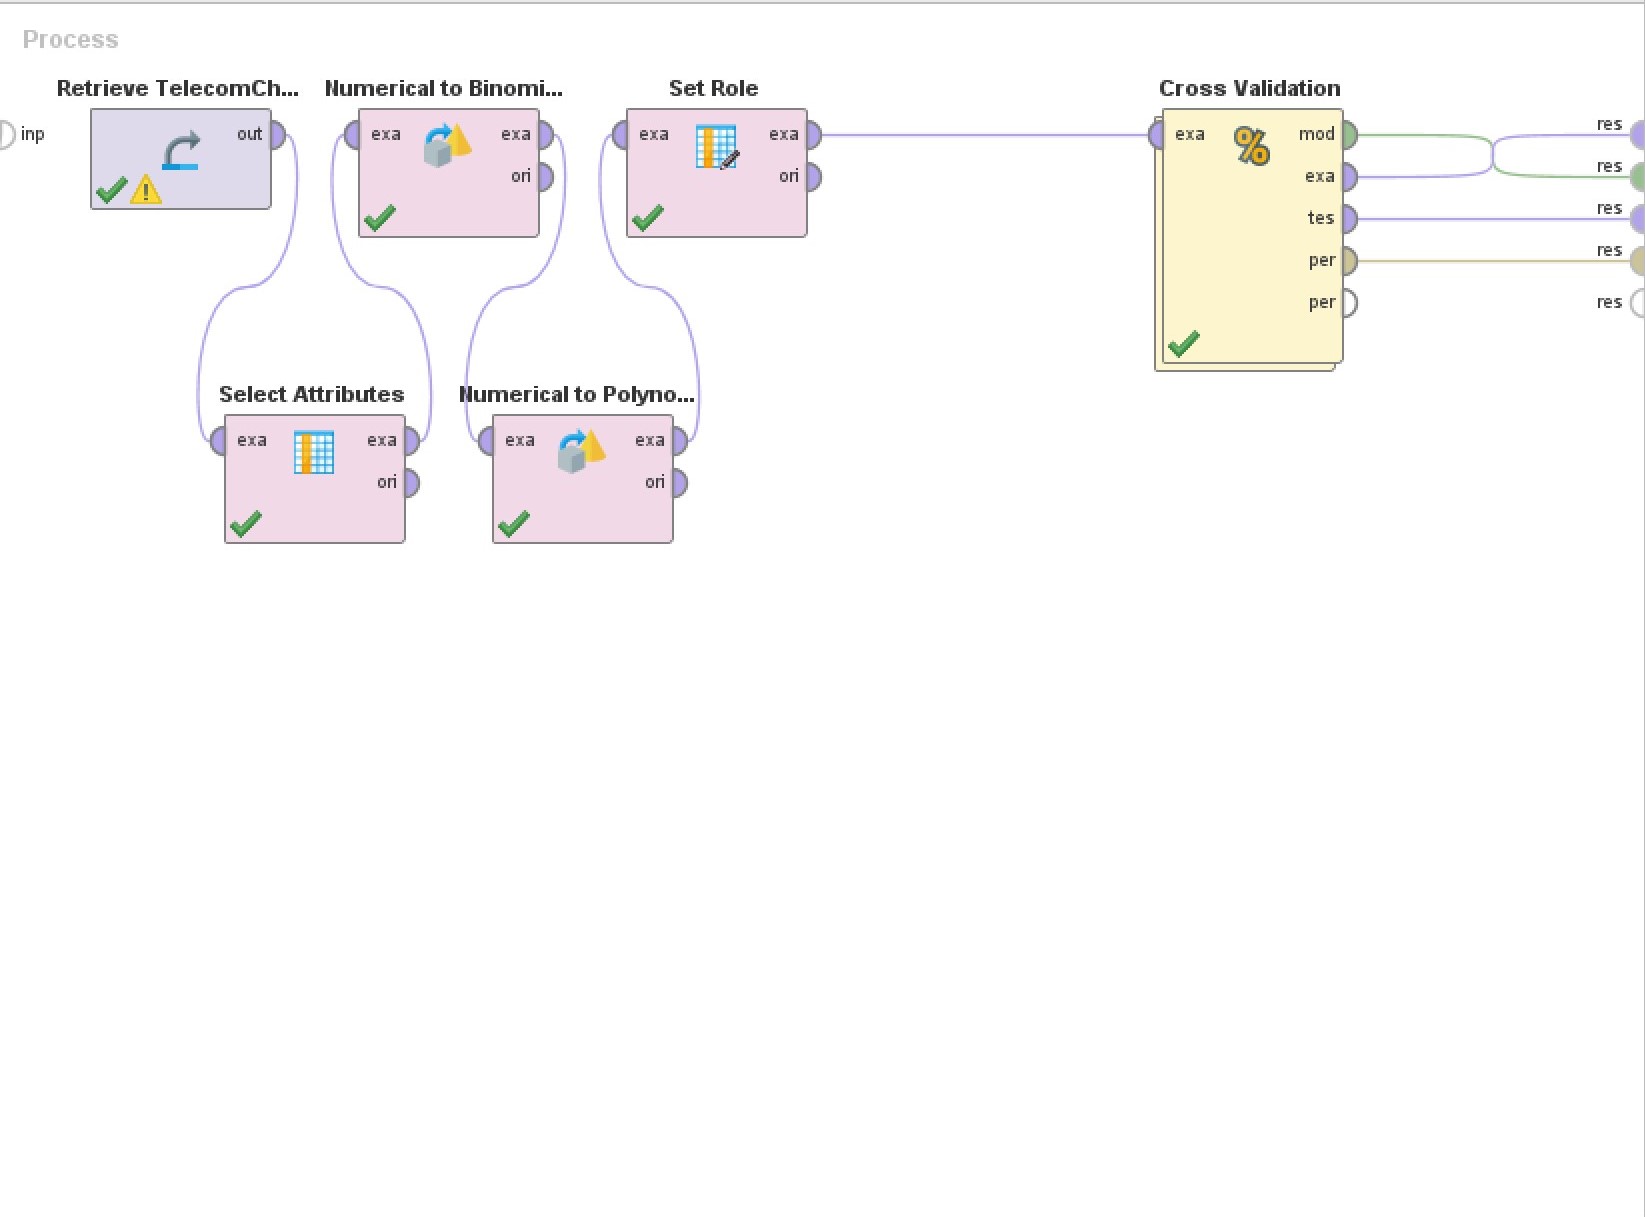 Process
Retrieve TelecomCh...
Numerical to Binomi...
Set Role
Cross Validation
inp
out
exa
exa
ori
exa
exa
ori
exa
mod
exa
tes
per
per
res
res
res
res
res
Select Attributes
Numerical to Polyno...
exa
exa
ori
exa
exa
ori